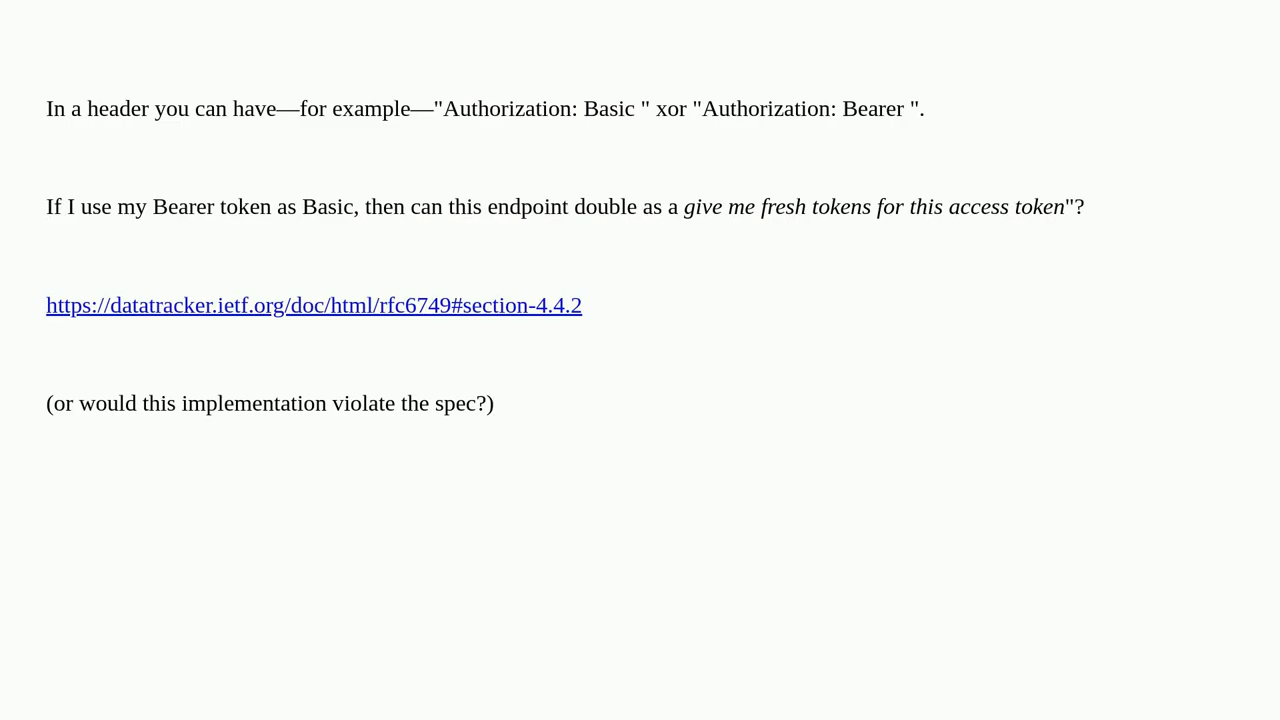 In a header you can have—for example—"Authorization: Basic " xor "Authorization: Bearer ".
If I use my Bearer token as Basic, then can this endpoint double as a give me fresh tokens for this access token"?
https://datatracker.ietf.org/doc/html/rfc6749#section-4.4.2
(or would this implementation violate the spec?)